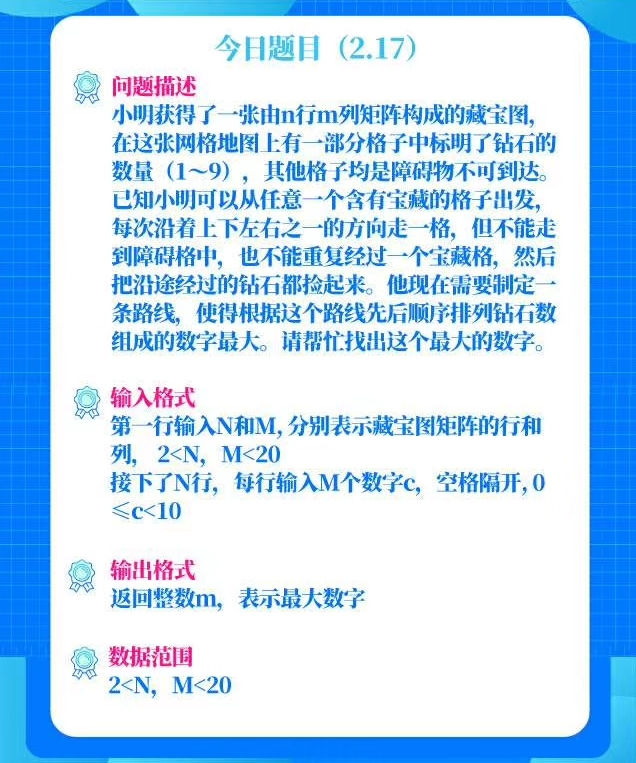 今日题目（2.17）
问题描述
小明获得了一张由n行m列矩阵构成的藏宝图，
在这张网格地图上有一部分格子中标明了钻石的
数量（1～9），其他格子均是障碍物不可到达。
已知小明可以从任意一个含有宝藏的格子出发，
每次沿着上下左右之一的方向走一格，但不能走
到障碍格中，也不能重复经过一个宝藏格，然后
把沿途经过的钻石都捡起来。他现在需要制定一
条路线，使得根据这个路线先后顺序排列钻石数
组成的数字最大。请帮忙找出这个最大的数字。
输入格式
第一行输入N和M, 分别表示藏宝图矩阵的行和
列， 2<N，M<20
接下了N行，每行输入M个数字c，空格隔开, 0
≤c<10
输出格式
返回整数m，表示最大数字
数据范围
2<N，M<20